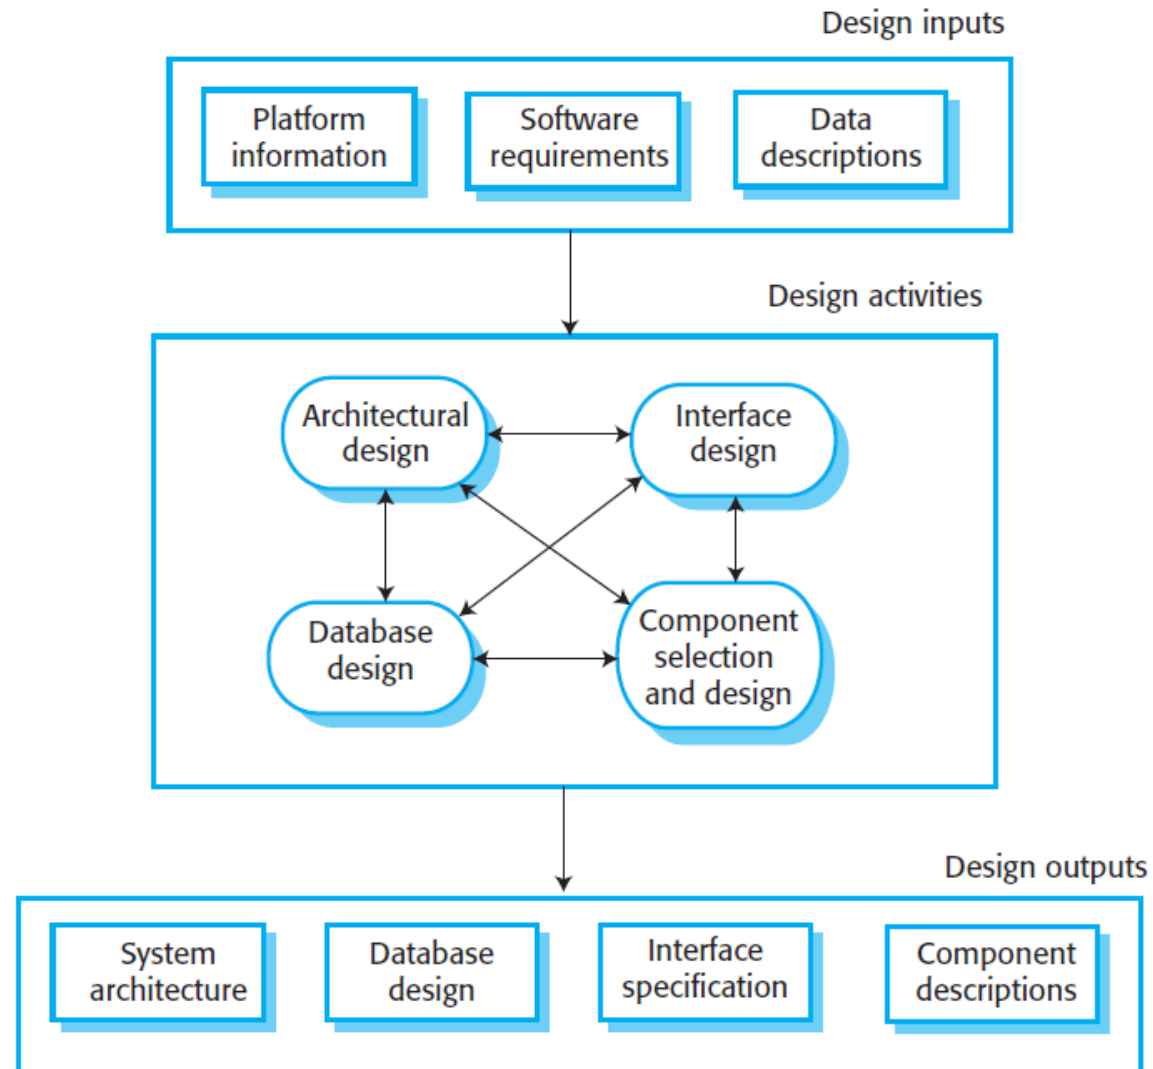 Design inputs
Platform
information
Software
requirements
Data
descriptions
Design activities
Architectural
design
Interface
design
Database
design
Component
selection
and design
Design outputs
System
architecture
Database
design
Interface
specification
Component
descriptions